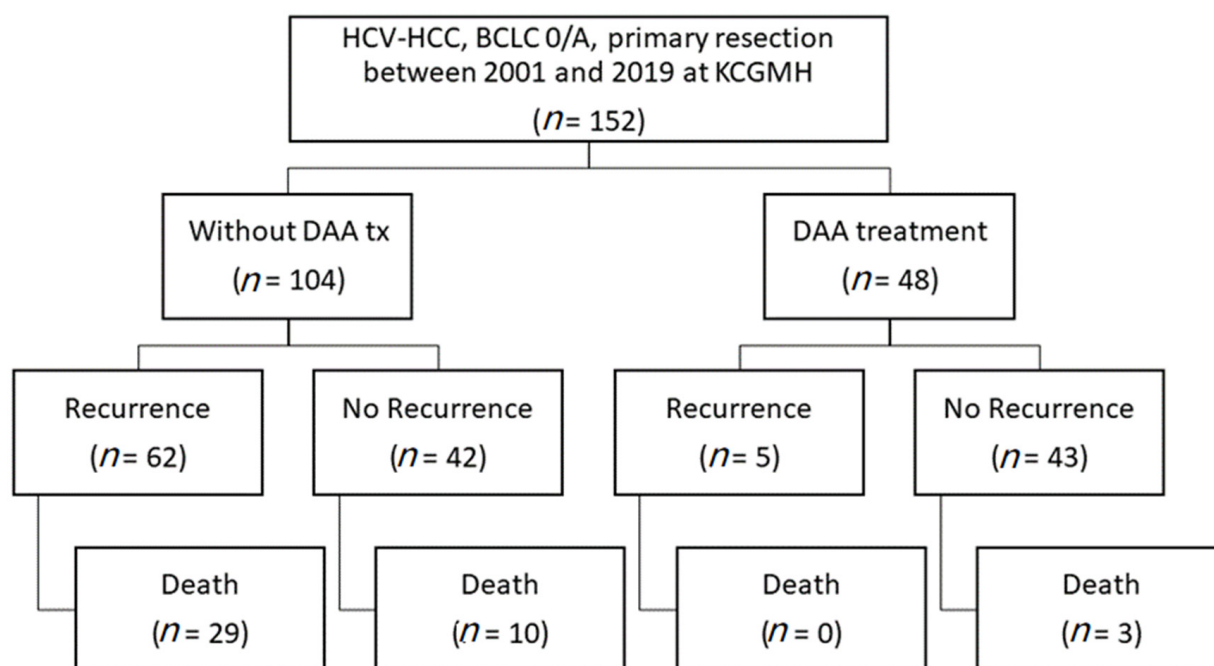 HCV-HCC, BCLC 0/A, primary resection
between 2001 and 2019 at KCGMH
(n= 152)
Without DAA tx
(n= 104)
DAA treatment
(n= 48)
Recurrence
(n= 62)
No Recurrence
(n= 42)
Recurrence
(n= 5)
No Recurrence
(n= 43)
Death
(n= 29)
Death
(n= 10)
Death
(n= 0)
Death
(n= 3)